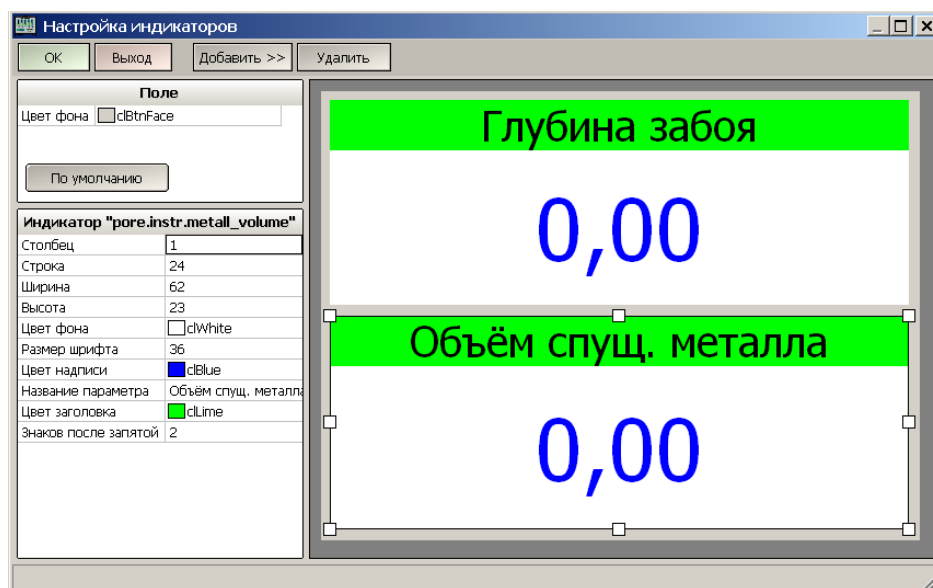 Настройка индикаторов
ОК Выход Добавить >> Удалить
Поле
Цвет фона clBtnFace
По умолчанию
Индикатор "pore.instr.metall_volume"
Столбец 1
Строка 24
Ширина 62
Высота 23
Цвет фона clWhite
Размер шрифта 36
Цвет надписи clBlue
Название параметра Объём спущ. металла
Цвет заголовка clLime
Знаков после запятой 2
Глубина забоя
0,00
Объём спущ. металла
0,00